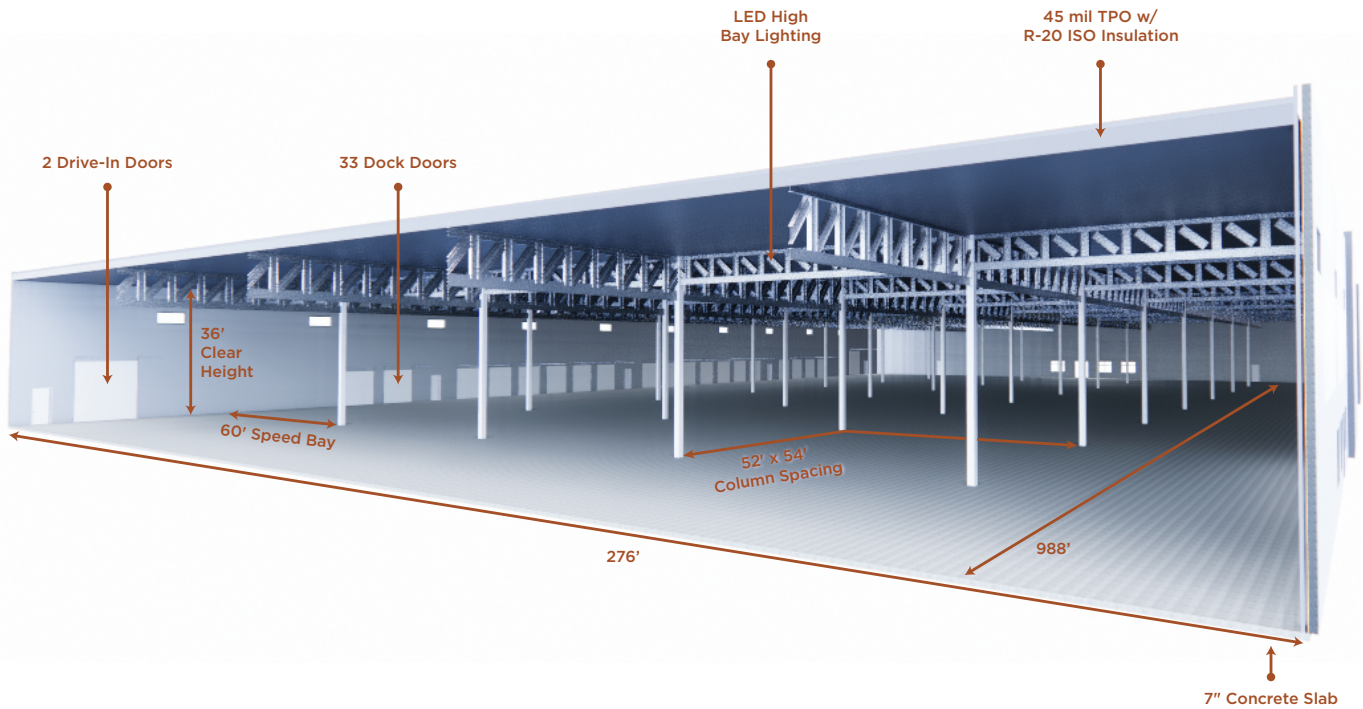 LED High
Bay Lighting
45 mil TPO w/
R-20 ISO Insulation
2 Drive-In Doors
33 Dock Doors
36'
Clear
Height
60' Speed Bay
52' x 54'
Column Spacing
276'
988'
7" Concrete Slab